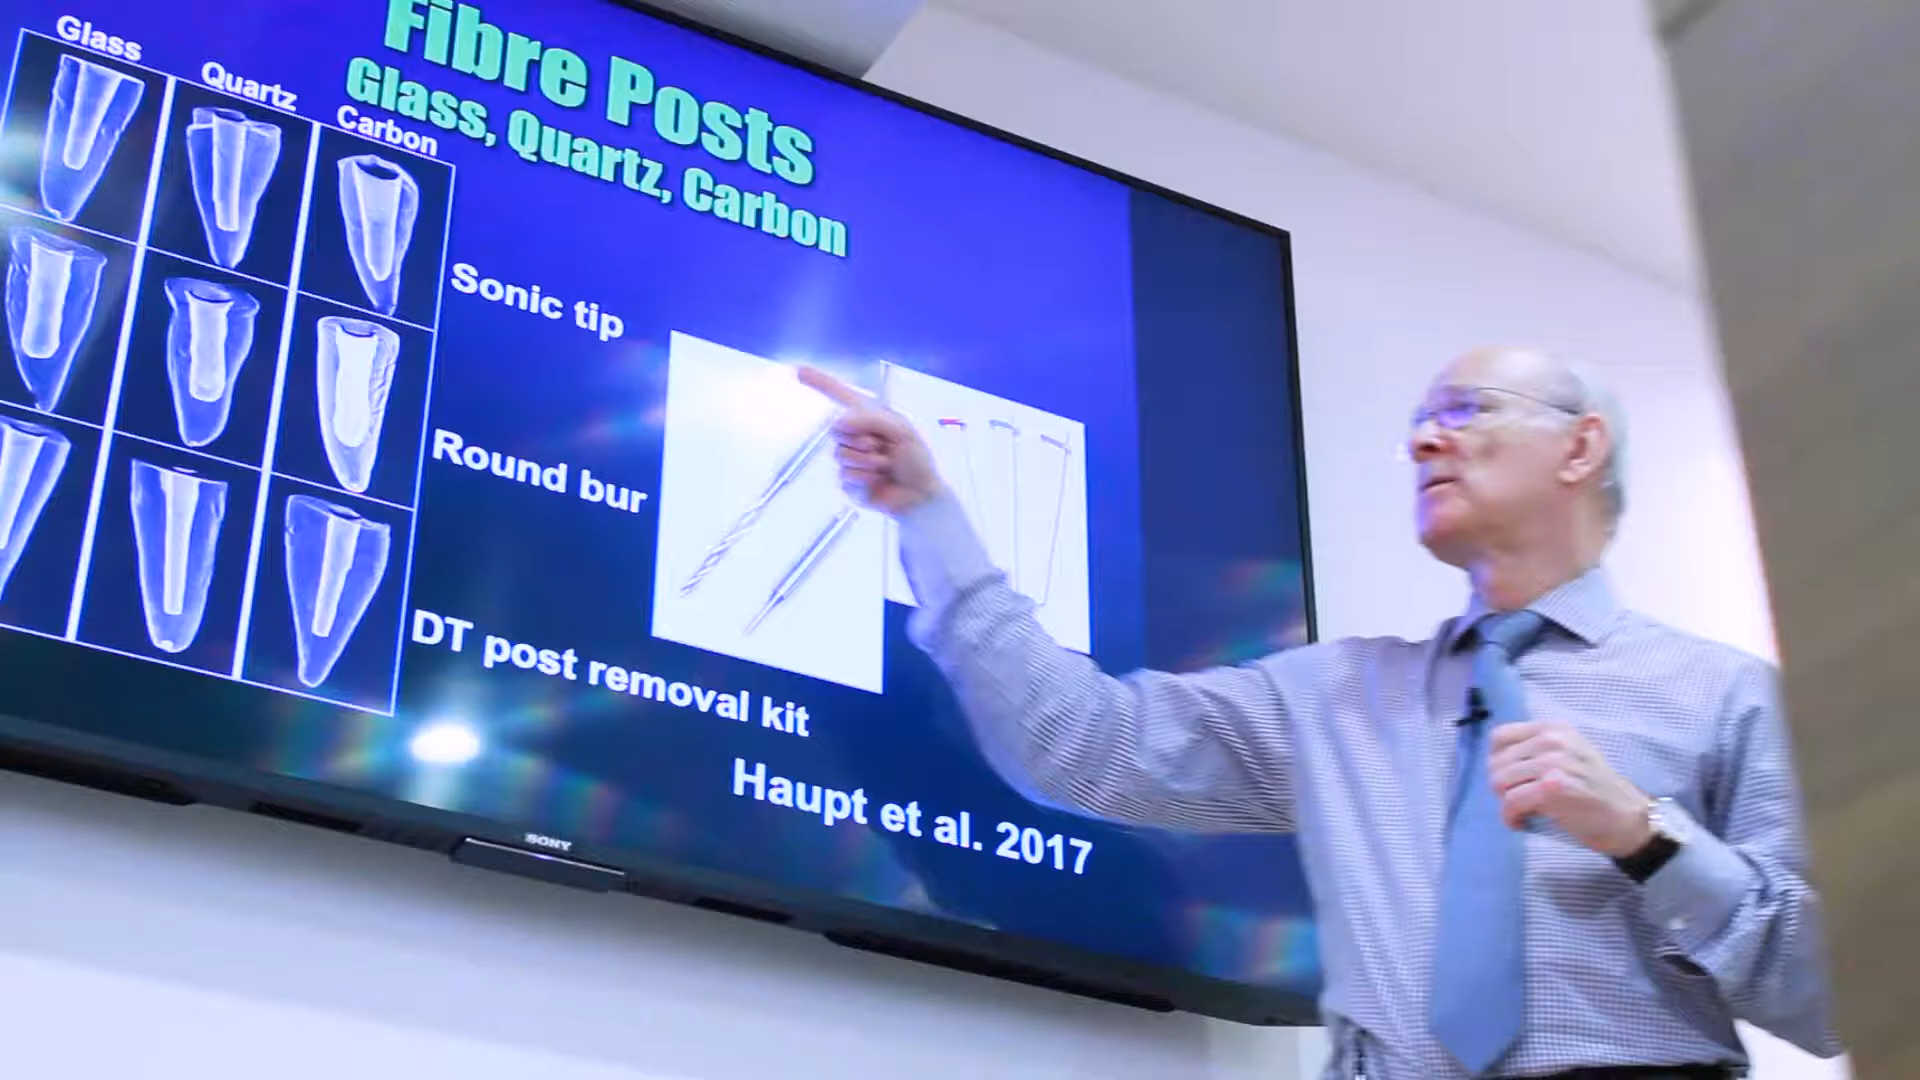 Fibre Posts
Glass, Quartz, Carbon
Glass
Quartz
Carbon
Sonic tip
Round bur
DT post removal kit
Haupt et al. 2017
SONY